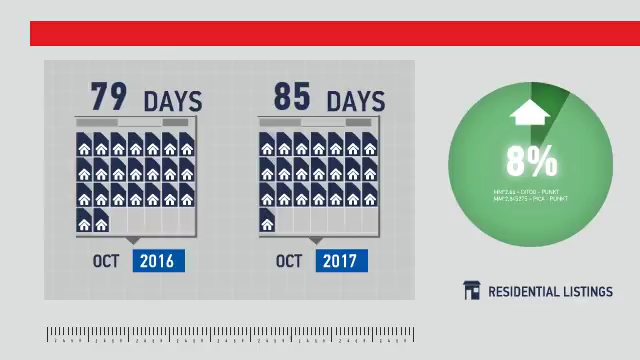 79 DAYS
85 DAYS
OCT 2016
OCT 2017
8%
RESIDENTIAL LISTINGS